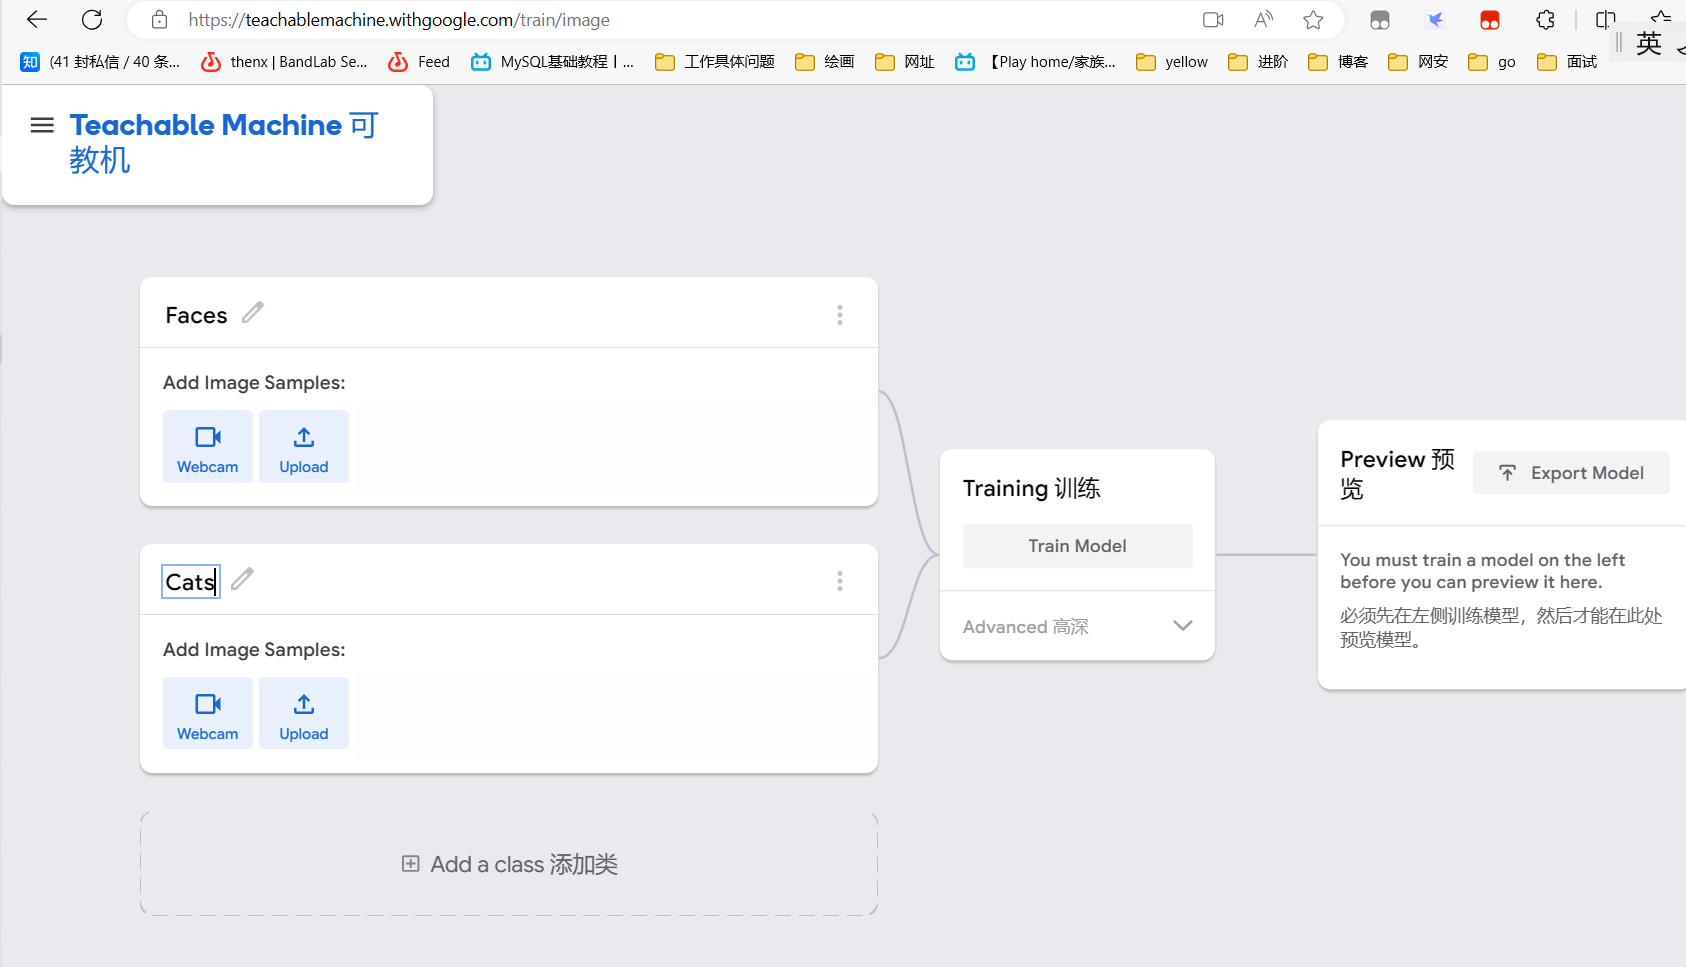 https://teachablemachine.withgoogle.com/train/image
英
知 (41 封私信 / 40 条... thenx | BandLab Se... Feed MySQL基础教程丨... 工作具体问题 绘画 网址 【Play home/家族... yellow 进阶 博客 网安 go 面试
Teachable Machine 可
教机
Faces
Add Image Samples:
Webcam Upload
Cats
Add Image Samples:
Webcam Upload
Add a class 添加类
Training 训练
Train Model
Advanced 高深
Preview 预
览
Export Model
You must train a model on the left
before you can preview it here.
必须先在左侧训练模型，然后才能在此处
预览模型。